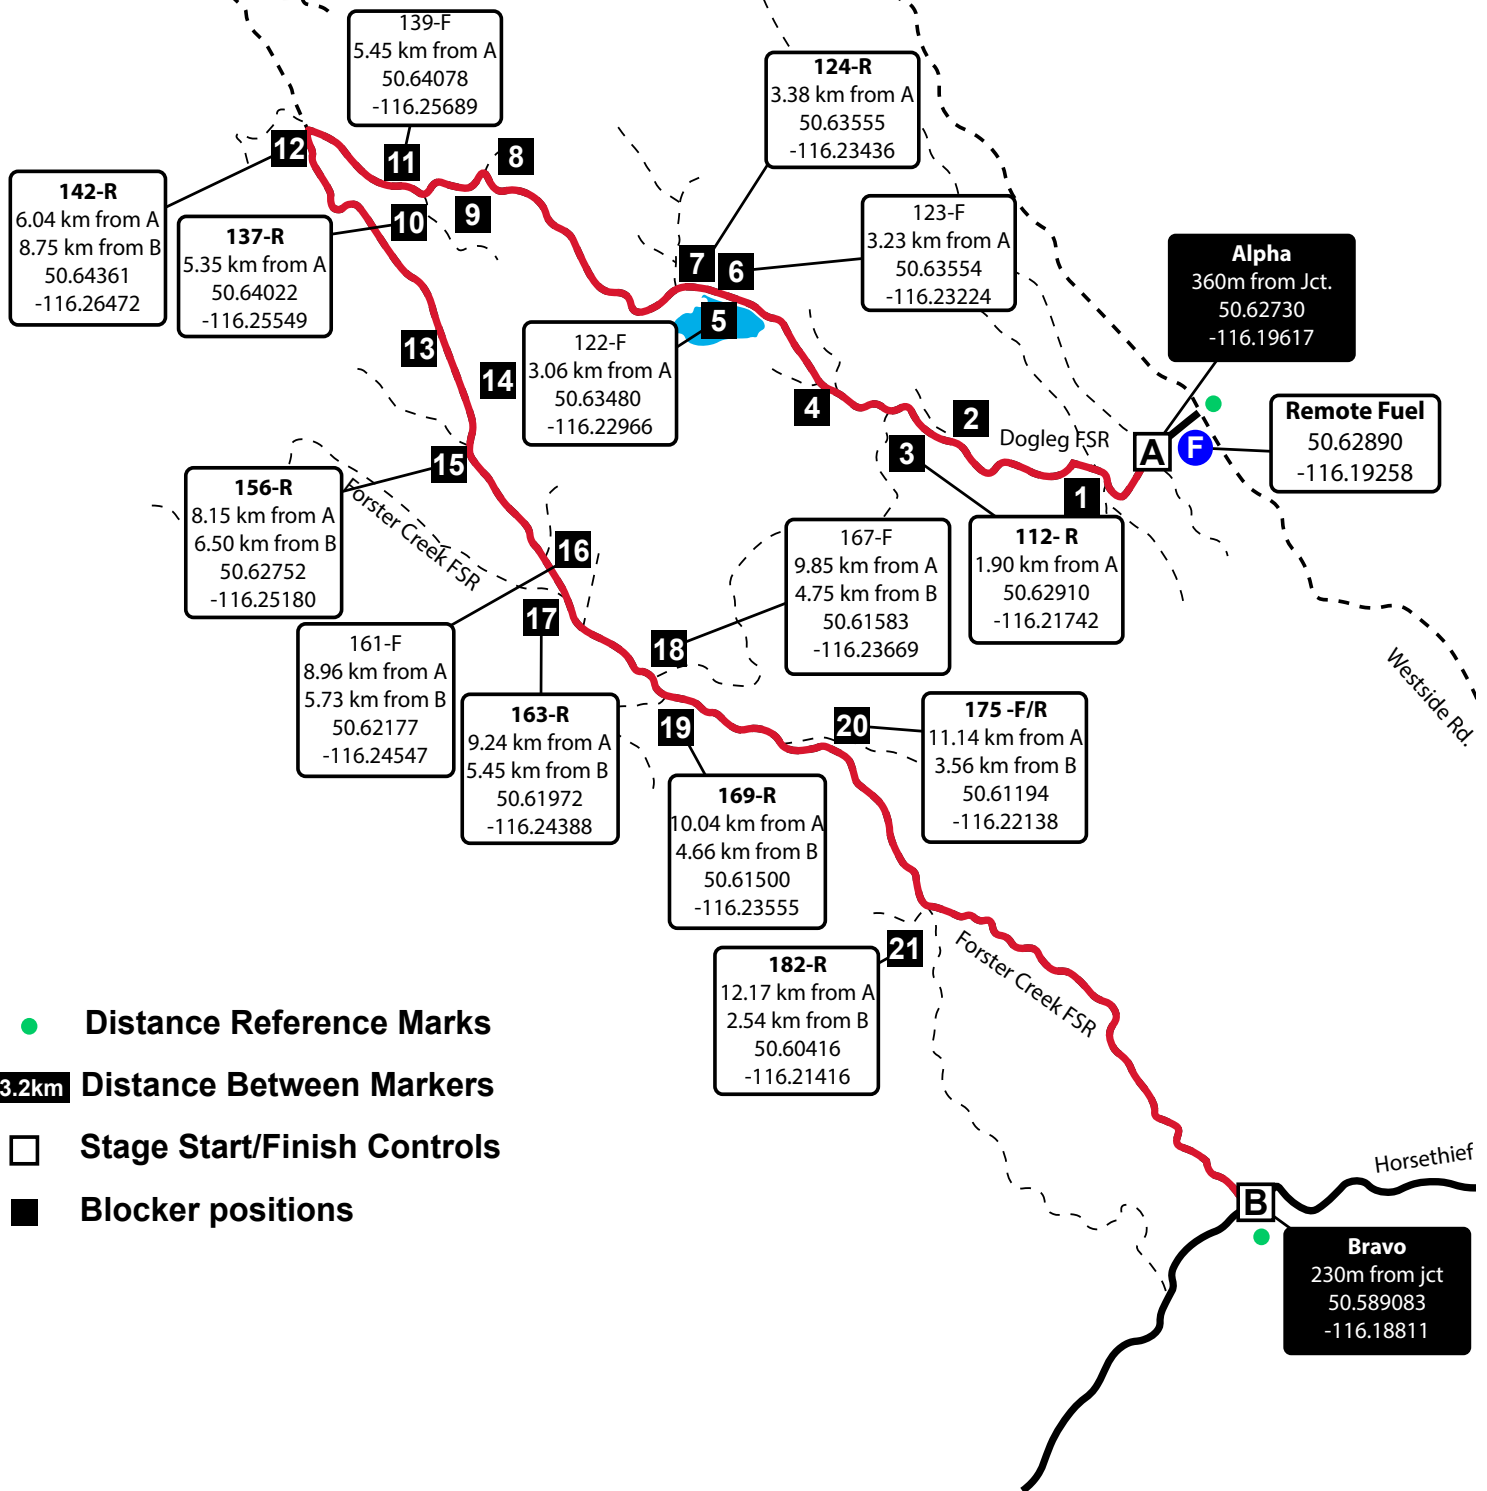 139-F
5.45 km from A
50.64078
-116.25689
124-R
3.38 km from A
50.63555
-116.23436
142-R
6.04 km from A
8.75 km from B
50.64361
-116.26472
137-R
5.35 km from A
50.64022
-116.25549
123-F
3.23 km from A
50.63554
-116.23224
Alpha
360m from Jct.
50.62730
-116.19617
122-F
3.06 km from A
50.63480
-116.22966
Remote Fuel
50.62890
-116.19258
12
11
8
10
9
7
6
5
13
14
4
2
3
1
A
F
Dogleg FSR
15
156-R
8.15 km from A
6.50 km from B
50.62752
-116.25180
Forster Creek FSR
16
17
18
167-F
9.85 km from A
4.75 km from B
50.61583
-116.23669
112- R
1.90 km from A
50.62910
-116.21742
161-F
8.96 km from A
5.73 km from B
50.62177
-116.24547
163-R
9.24 km from A
5.45 km from B
50.61972
-116.24388
19
20
175 -F/R
11.14 km from A
3.56 km from B
50.61194
-116.22138
Westside Rd.
169-R
10.04 km from A
4.66 km from B
50.61500
-116.23555
21
182-R
12.17 km from A
2.54 km from B
50.60416
-116.21416
Forster Creek FSR
Distance Reference Marks
3.2km Distance Between Markers
Stage Start/Finish Controls
Blocker positions
Horsethief
B
Bravo
230m from jct
50.589083
-116.18811